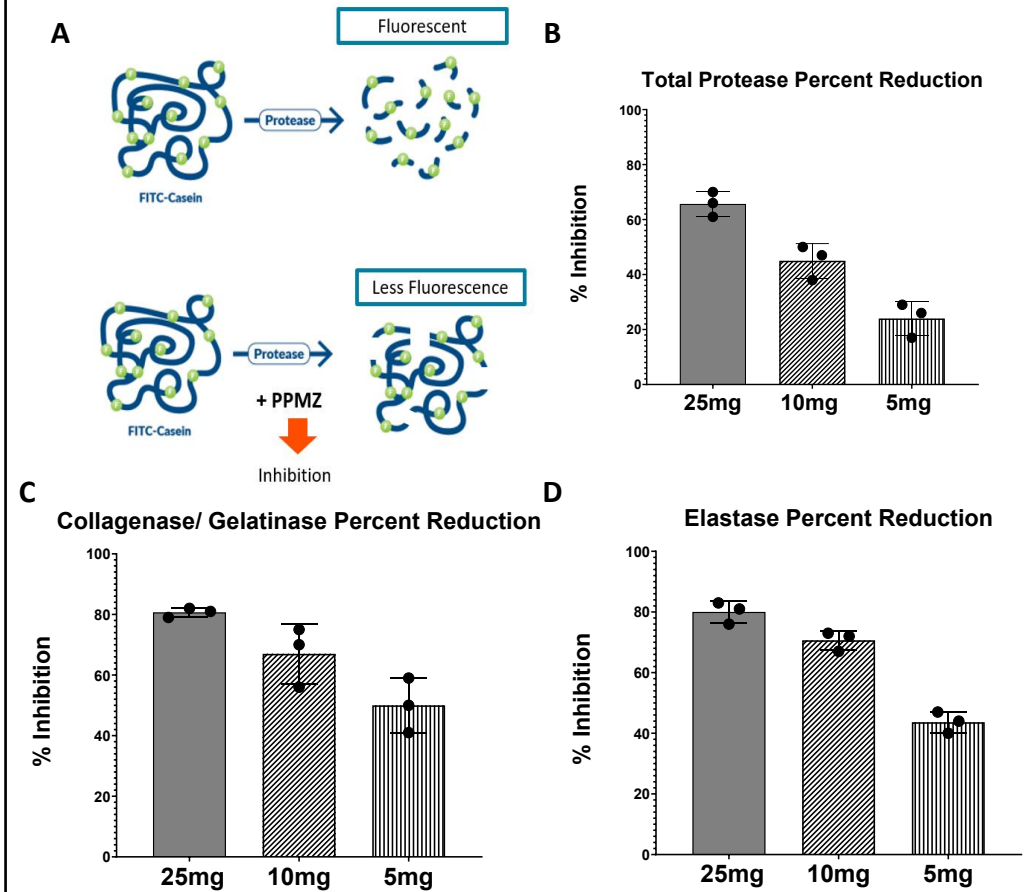 A
Fluorescent
Protease
FITC-Casein
Less Fluorescence
Protease
+ PPMZ
FITC-Casein
Inhibition
B
Total Protease Percent Reduction
% Inhibition
100
80
60
40
20
0
25mg 10mg 5mg
C
Collagenase/ Gelatinase Percent Reduction
% Inhibition
100
80
60
40
20
0
25mg 10mg 5mg
D
Elastase Percent Reduction
% Inhibition
100
80
60
40
20
0
25mg 10mg 5mg